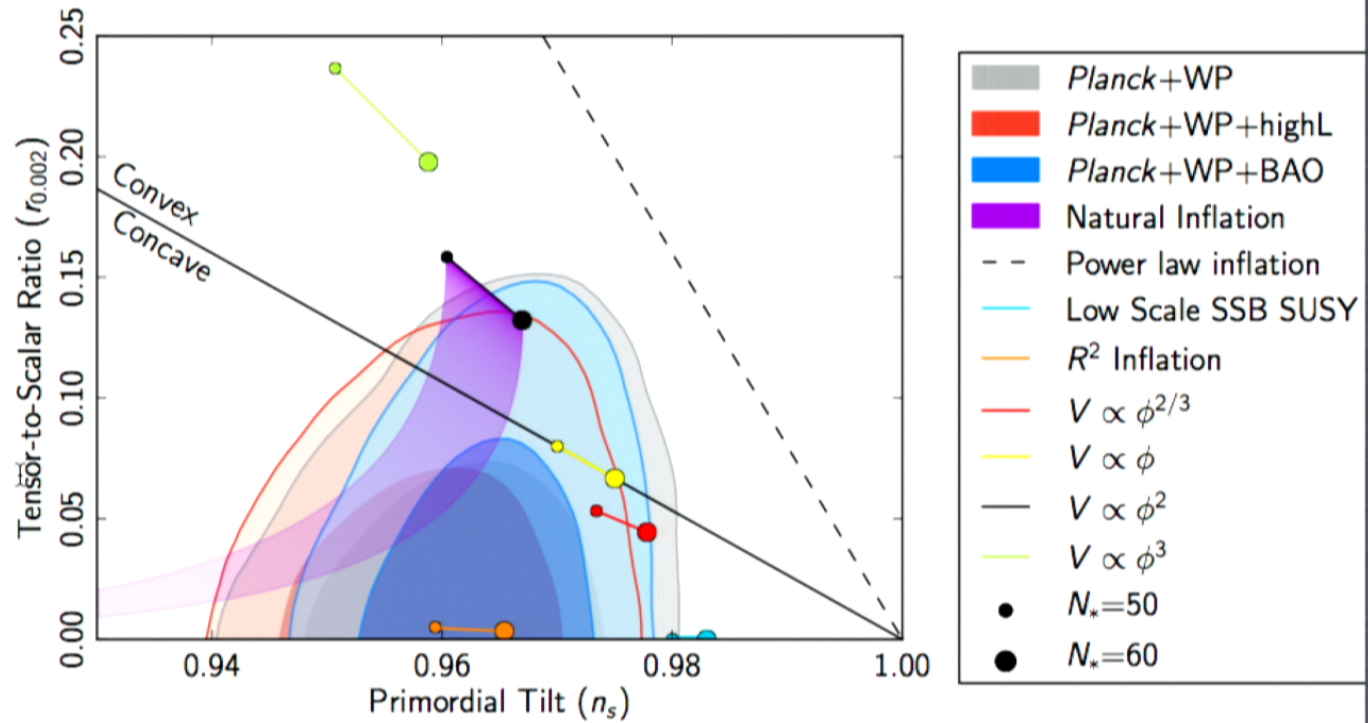 0.25
0.20
0.15
0.10
0.05
0.00
Tensor-to-Scalar Ratio (r₀.₀₀₂)
Convex
Concave
0.94
0.96
0.98
1.00
Primordial Tilt (nₛ)
Planck+WP
Planck+WP+highL
Planck+WP+BAO
Natural Inflation
Power law inflation
Low Scale SSB SUSY
R² Inflation
V ∝ ϕ²/³
V ∝ ϕ
V ∝ ϕ²
V ∝ ϕ³
N*=50
N*=60